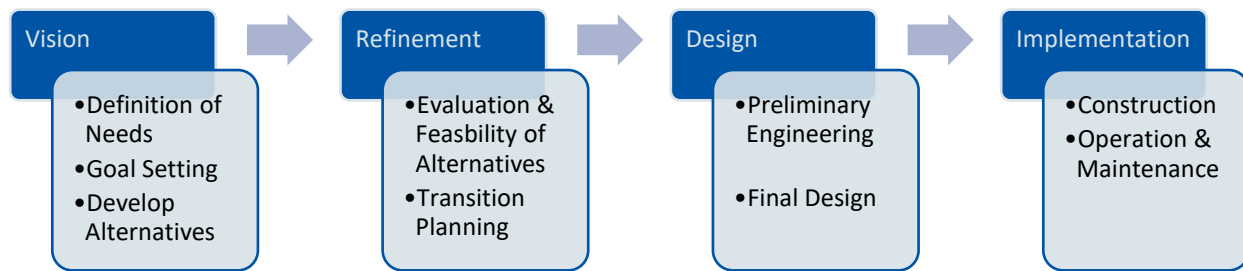 Vision
•Definition of
Needs
•Goal Setting
•Develop
Alternatives
Refinement
•Evaluation &
Feasbility of
Alternatives
•Transition
Planning
Design
•Preliminary
Engineering
•Final Design
Implementation
•Construction
•Operation &
Maintenance